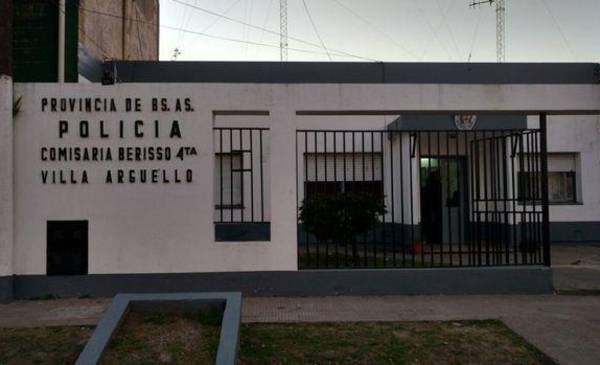 PROVINCIA DE BS. AS.
POLICIA
COMISARIA BERISSO 4TA
VILLA ARGUELLO